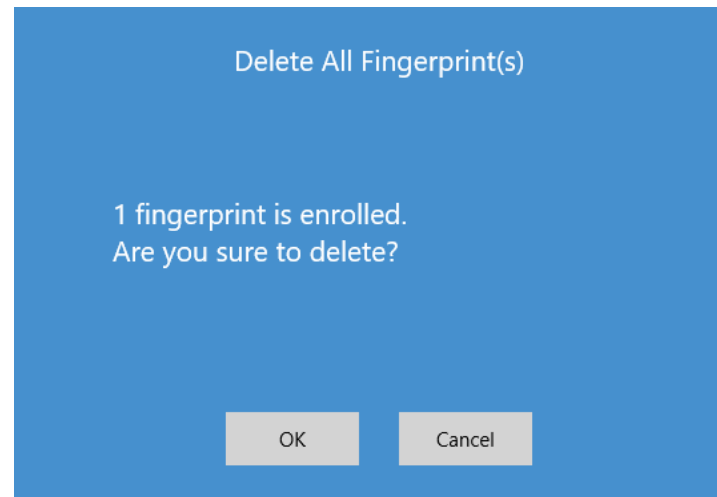 Delete All Fingerprint(s)
1 fingerprint is enrolled.
Are you sure to delete?
OK
Cancel